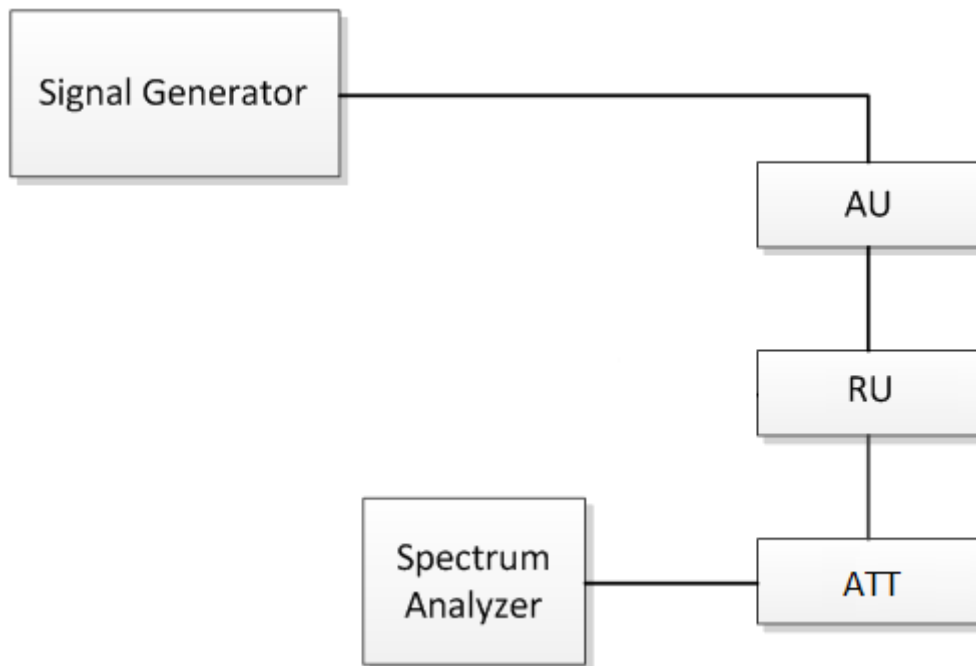 Signal Generator
AU
RU
ATT
Spectrum
Analyzer